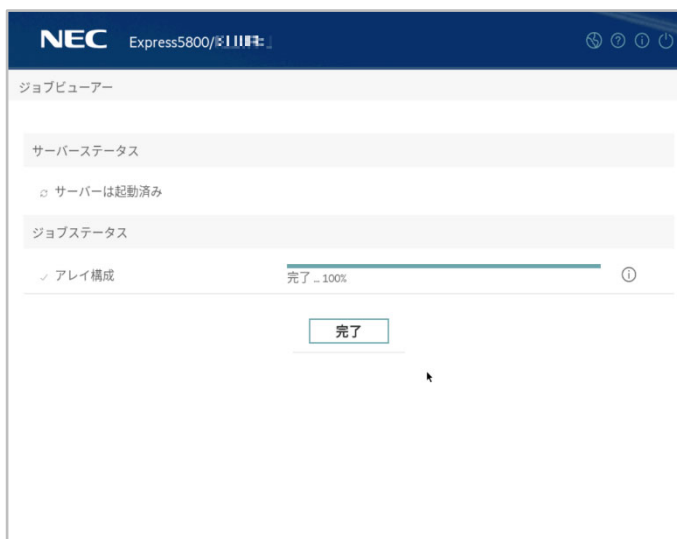 NEC Express5800/
ジョブビューアー
サーバーステータス
サーバーは起動済み
ジョブステータス
アレイ構成
完了 ... 100%
完了